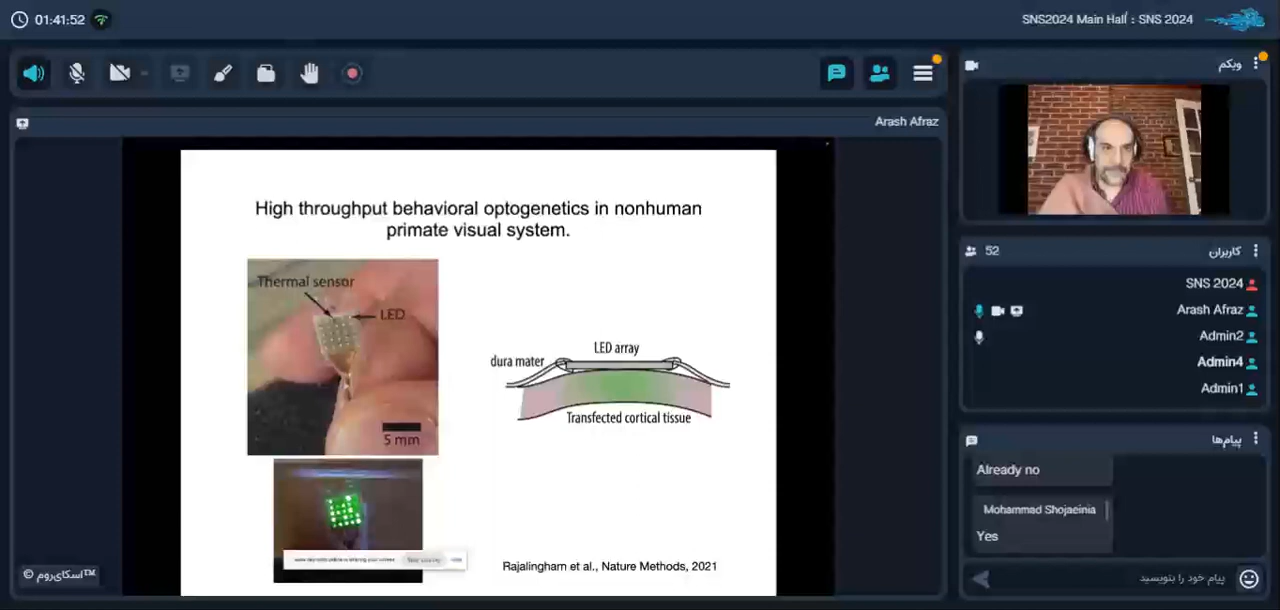 01:41:52
SNS2024 Main Hall : SNS 2024
Arash Afraz
High throughput behavioral optogenetics in nonhuman
primate visual system.
Thermal sensor
LED
5 mm
LED array
dura mater
Transfected cortical tissue
Rajalingham et al., Nature Methods, 2021
اسکای‌روم™ ©
وبکم
52
کاربران
SNS 2024
Arash Afraz
Admin2
Admin4
Admin1
پیام‌ها
Already no
Mohammad Shojaeinia
Yes
پیام خود را بنویسید